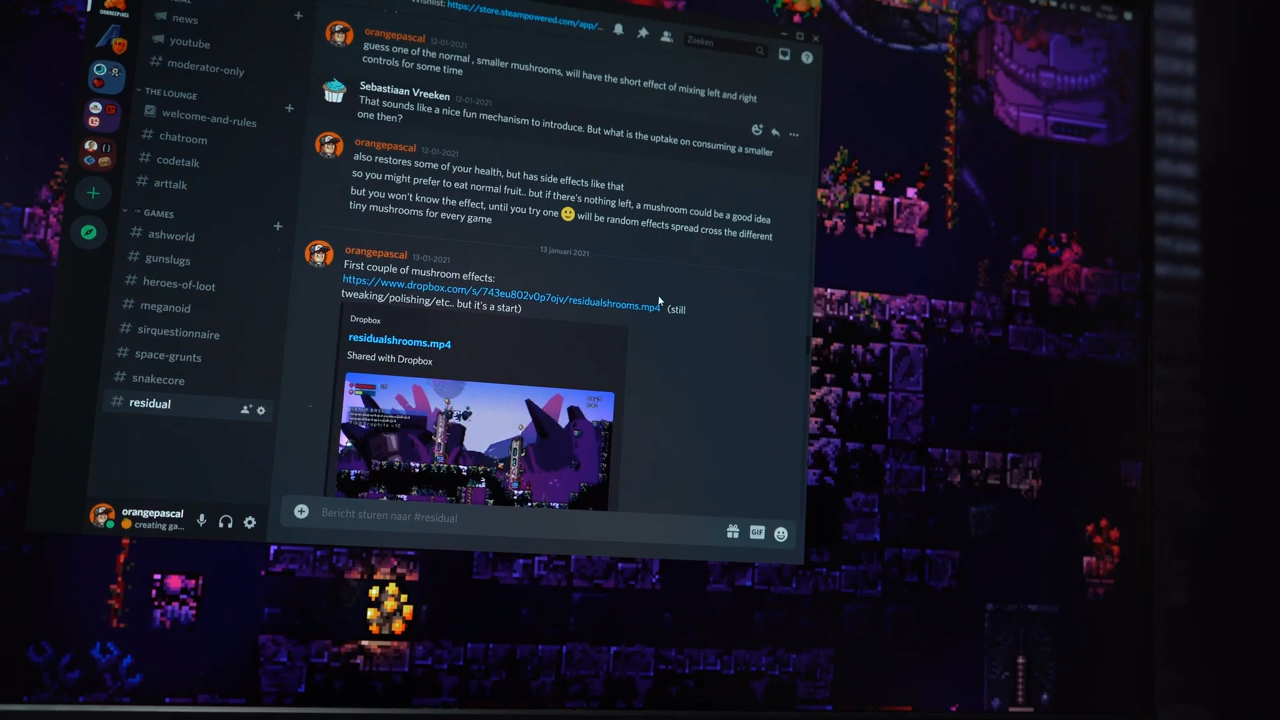 news
youtube
moderator-only
THE LOUNGE
welcome-and-rules
chatroom
codetalk
arttalk
GAMES
ashworld
gunslugs
heroes-of-loot
meganoid
sirquestionnaire
space-grunts
snakecore
residual
orangepascal
creating ga...
https://store.steampowered.com/app/...
Zoeken
orangepascal 12-01-2021
guess one of the normal , smaller mushrooms, will have the short effect of mixing left and right
controls for some time
Sebastiaan Vreeken 12-01-2021
That sounds like a nice fun mechanism to introduce. But what is the uptake on consuming a smaller
one then?
orangepascal 12-01-2021
also restores some of your health, but has side effects like that
so you might prefer to eat normal fruit.. but if there's nothing left, a mushroom could be a good idea
but you won't know the effect, until you try one 🙂 will be random effects spread cross the different
tiny mushrooms for every game
13 januari 2021
orangepascal 13-01-2021
First couple of mushroom effects:
https://www.dropbox.com/s/743eu802v0p7ojv/residualshrooms.mp4 (still
tweaking/polishing/etc.. but it's a start)
Dropbox
residualshrooms.mp4
Shared with Dropbox
Bericht sturen naar #residual
GIF